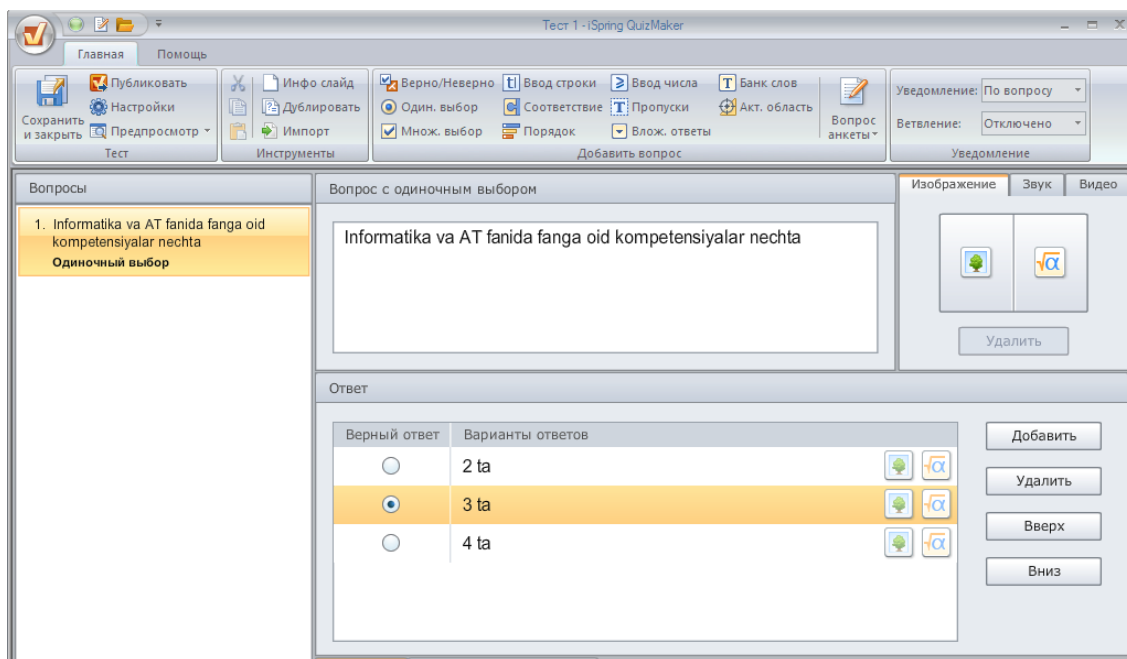 Тест 1 - iSpring QuizMaker
Главная Помощь
Сохранить и закрыть
Публиковать
Настройки
Предпросмотр
Тест
Инфо слайд
Дублировать
Импорт
Инструменты
Верно/Неверно
Один. выбор
Множ. выбор
Ввод строки
Соответствие
Порядок
Ввод числа
Пропуски
Влож. ответы
Банк слов
Акт. область
Вопрос анкеты
Добавить вопрос
Уведомление: По вопросу
Ветвление: Отключено
Уведомление
Вопросы
1. Informatika va AT fanida fanga oid
kompetensiyalar nechta
Одиночный выбор
Вопрос с одиночным выбором
Informatika va AT fanida fanga oid kompetensiyalar nechta
Изображение Звук Видео
√α
Удалить
Ответ
Верный ответ Варианты ответов
2 ta √α
3 ta √α
4 ta √α
Добавить
Удалить
Вверх
Вниз